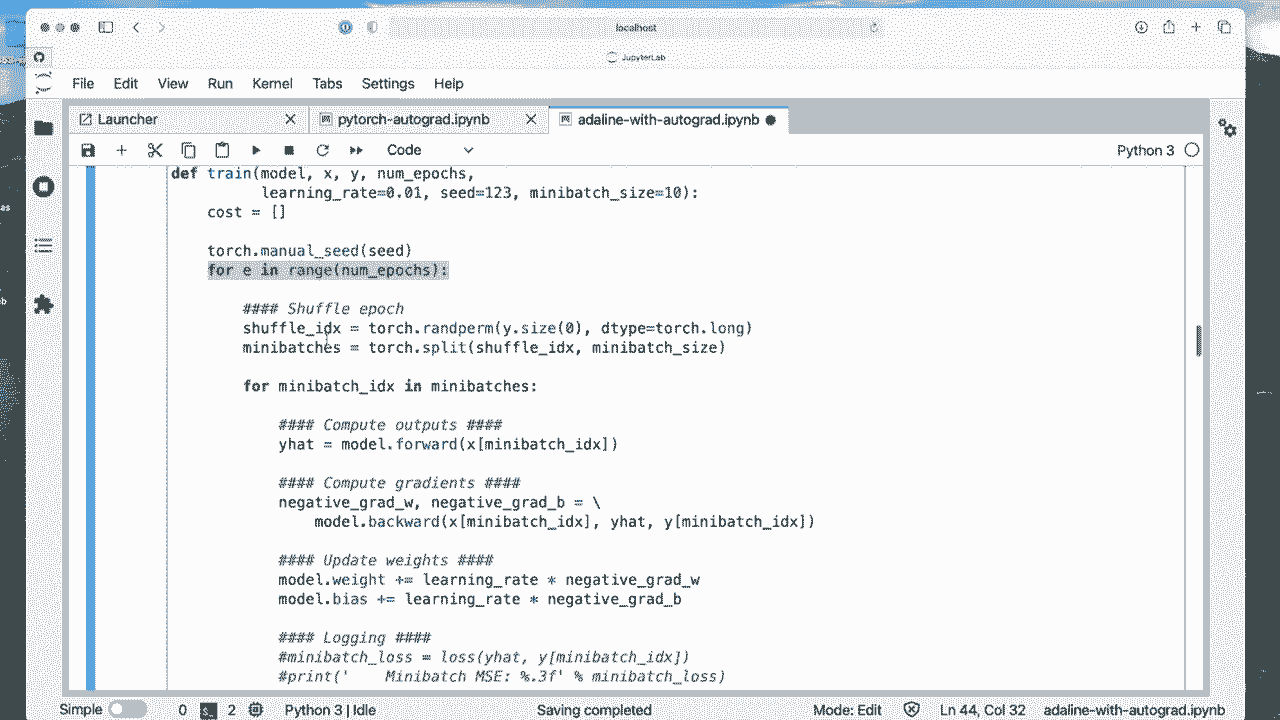 localhost
JupyterLab
File Edit View Run Kernel Tabs Settings Help
Launcher pytorch-autograd.ipynb adaline-with-autograd.ipynb
Code Python 3
def train(model, x, y, num_epochs,
learning_rate=0.01, seed=123, minibatch_size=10):
cost = []
torch.manual_seed(seed)
for e in range(num_epochs):
#### Shuffle epoch
shuffle_idx = torch.randperm(y.size(0), dtype=torch.long)
minibatches = torch.split(shuffle_idx, minibatch_size)
for minibatch_idx in minibatches:
#### Compute outputs ####
yhat = model.forward(x[minibatch_idx])
#### Compute gradients ####
negative_grad_w, negative_grad_b = \
model.backward(x[minibatch_idx], yhat, y[minibatch_idx])
#### Update weights ####
model.weight += learning_rate * negative_grad_w
model.bias += learning_rate * negative_grad_b
#### Logging ####
#minibatch_loss = loss(yhat, y[minibatch_idx])
#print('    Minibatch MSE: %.3f' % minibatch_loss)
as
b
Simple 0 2 Python 3 | Idle Saving completed Mode: Edit Ln 44, Col 32 adaline-with-autograd.ipynb